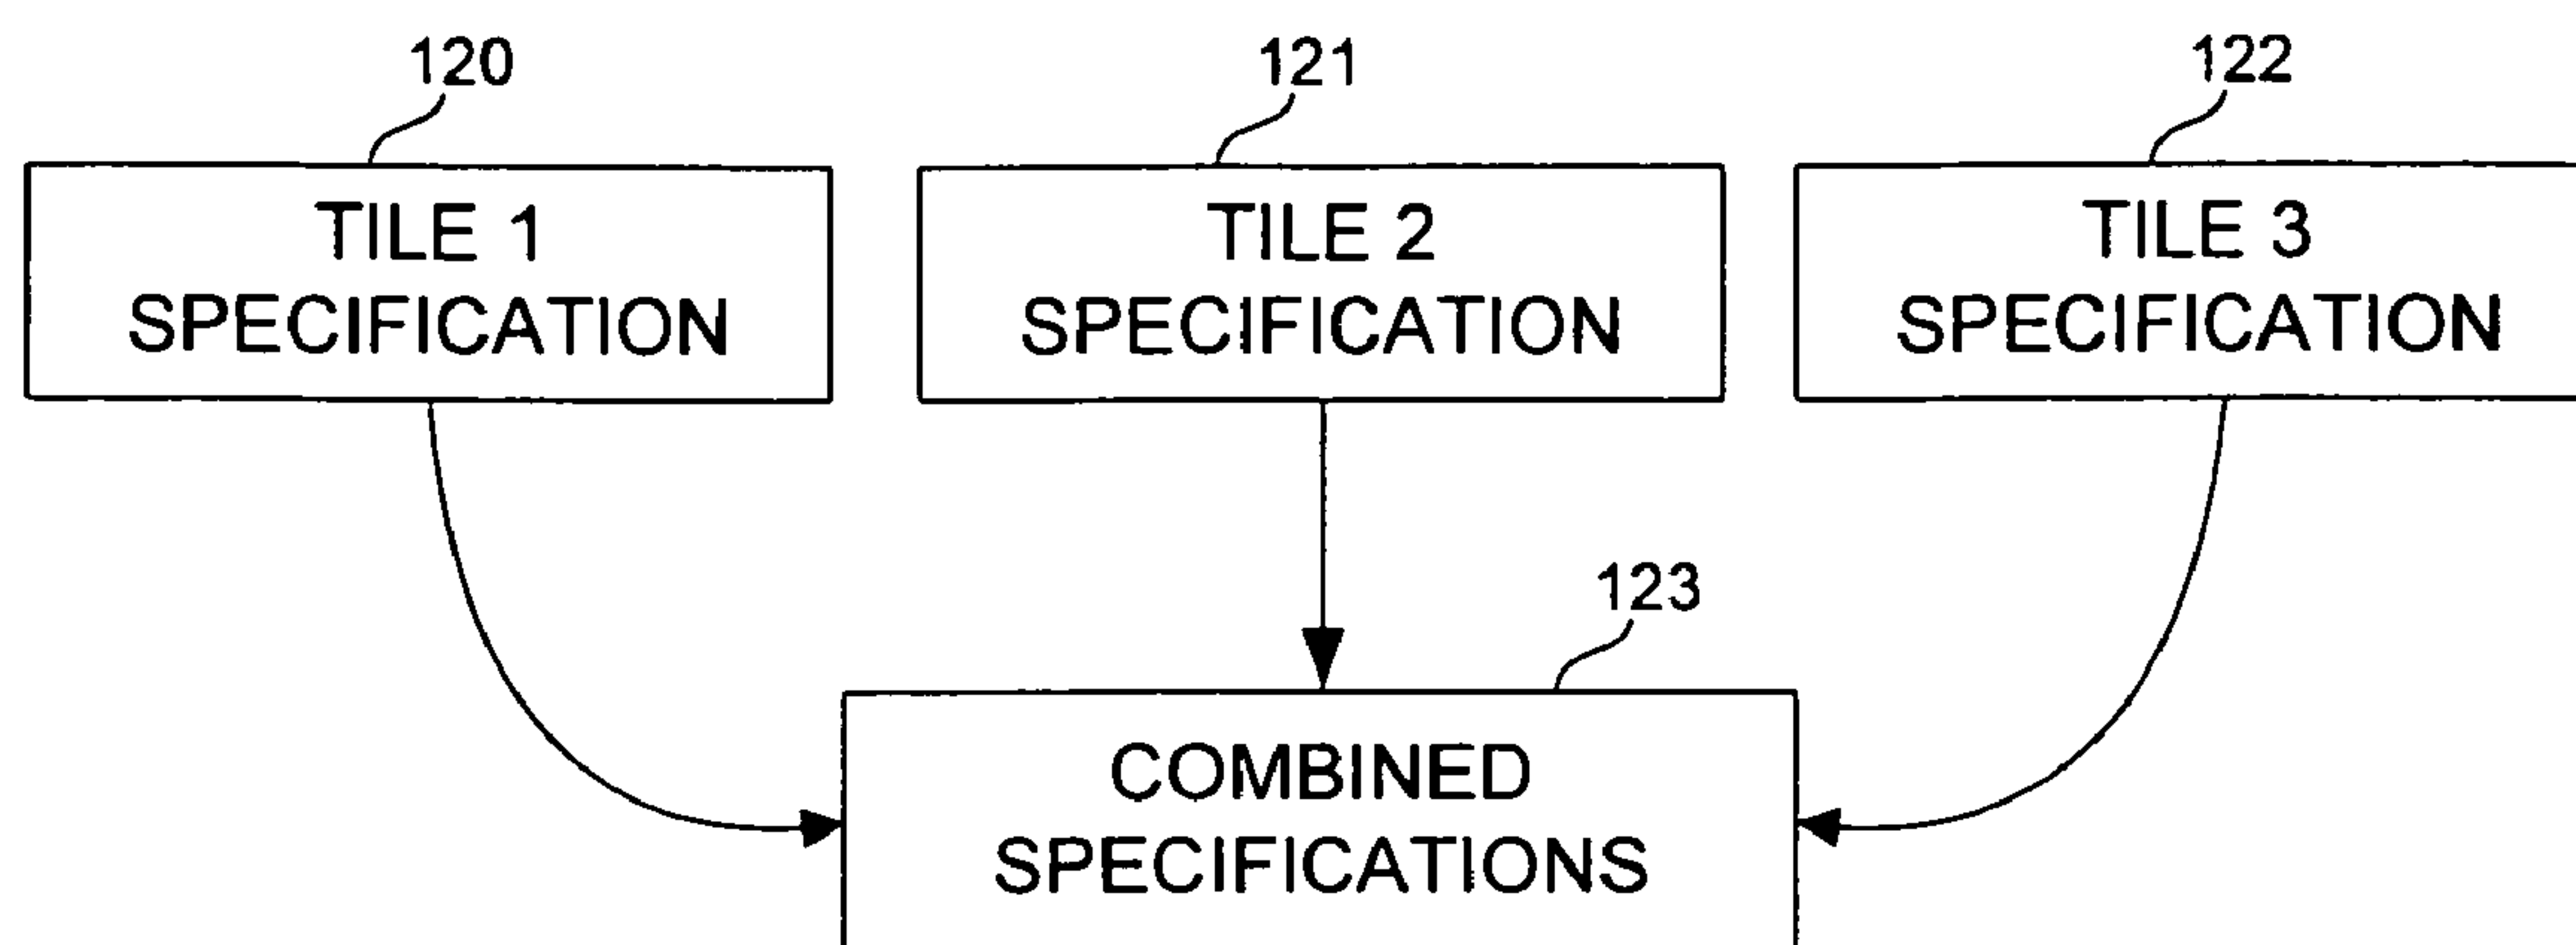 120
121
122
TILE 1
SPECIFICATION
TILE 2
SPECIFICATION
TILE 3
SPECIFICATION
123
COMBINED
SPECIFICATIONS